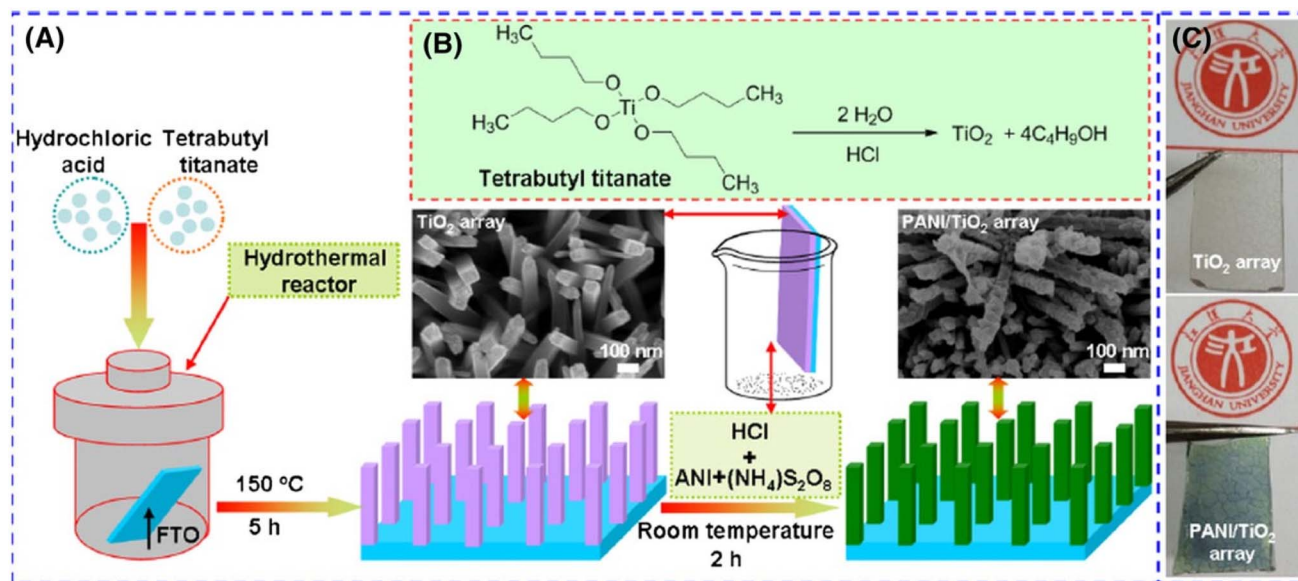 (A)
Hydrochloric
acid
Tetrabutyl
titanate
Hydrothermal
reactor
FTO
150 °C
5 h
(B)
H₃C
CH₃
O
O
Ti
H₃C
O
O
CH₃
Tetrabutyl titanate
2 H₂O
HCl
TiO₂ + 4C₄H₉OH
TiO₂ array
100 nm
PANI/TiO₂ array
100 nm
HCl
+
ANI+(NH₄)S₂O₈
Room temperature
2 h
(C)
JIANGHAN UNIVERSITY
TiO₂ array
JIANGHAN UNIVERSITY
PANI/TiO₂
array